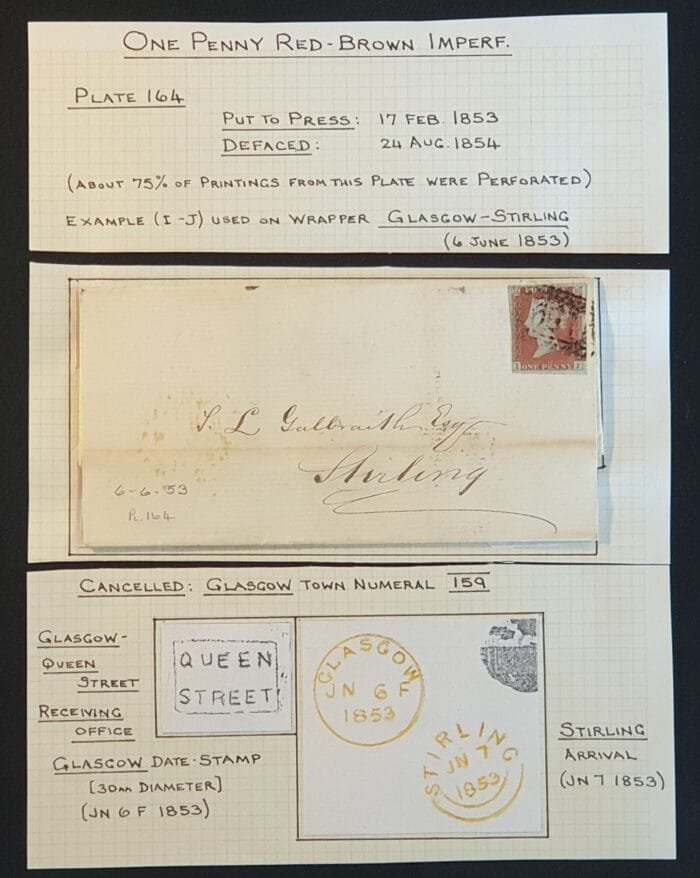 ONE PENNY RED-BROWN IMPERF.
PLATE 164
PUT TO PRESS: 17 FEB. 1853
DEFACED: 24 AUG. 1854
(ABOUT 75% OF PRINTINGS FROM THIS PLATE WERE PERFORATED)
EXAMPLE (I-J) USED ON WRAPPER GLASGOW-STIRLING
(6 JUNE 1853)
I ONE PENNY J
Galbraith Esq
Stirling
6-6-53
PL.164
CANCELLED: GLASGOW TOWN NUMERAL 159
GLASGOW-
QUEEN
STREET
RECEIVING
OFFICE
GLASGOW DATE-STAMP
[30mm DIAMETER]
(JN 6 F 1853)
QUEEN
STREET
GLASGOW
JN 6 F
1853
STIRLING
JN 7
1853
STIRLING
ARRIVAL
(JN 7 1853)